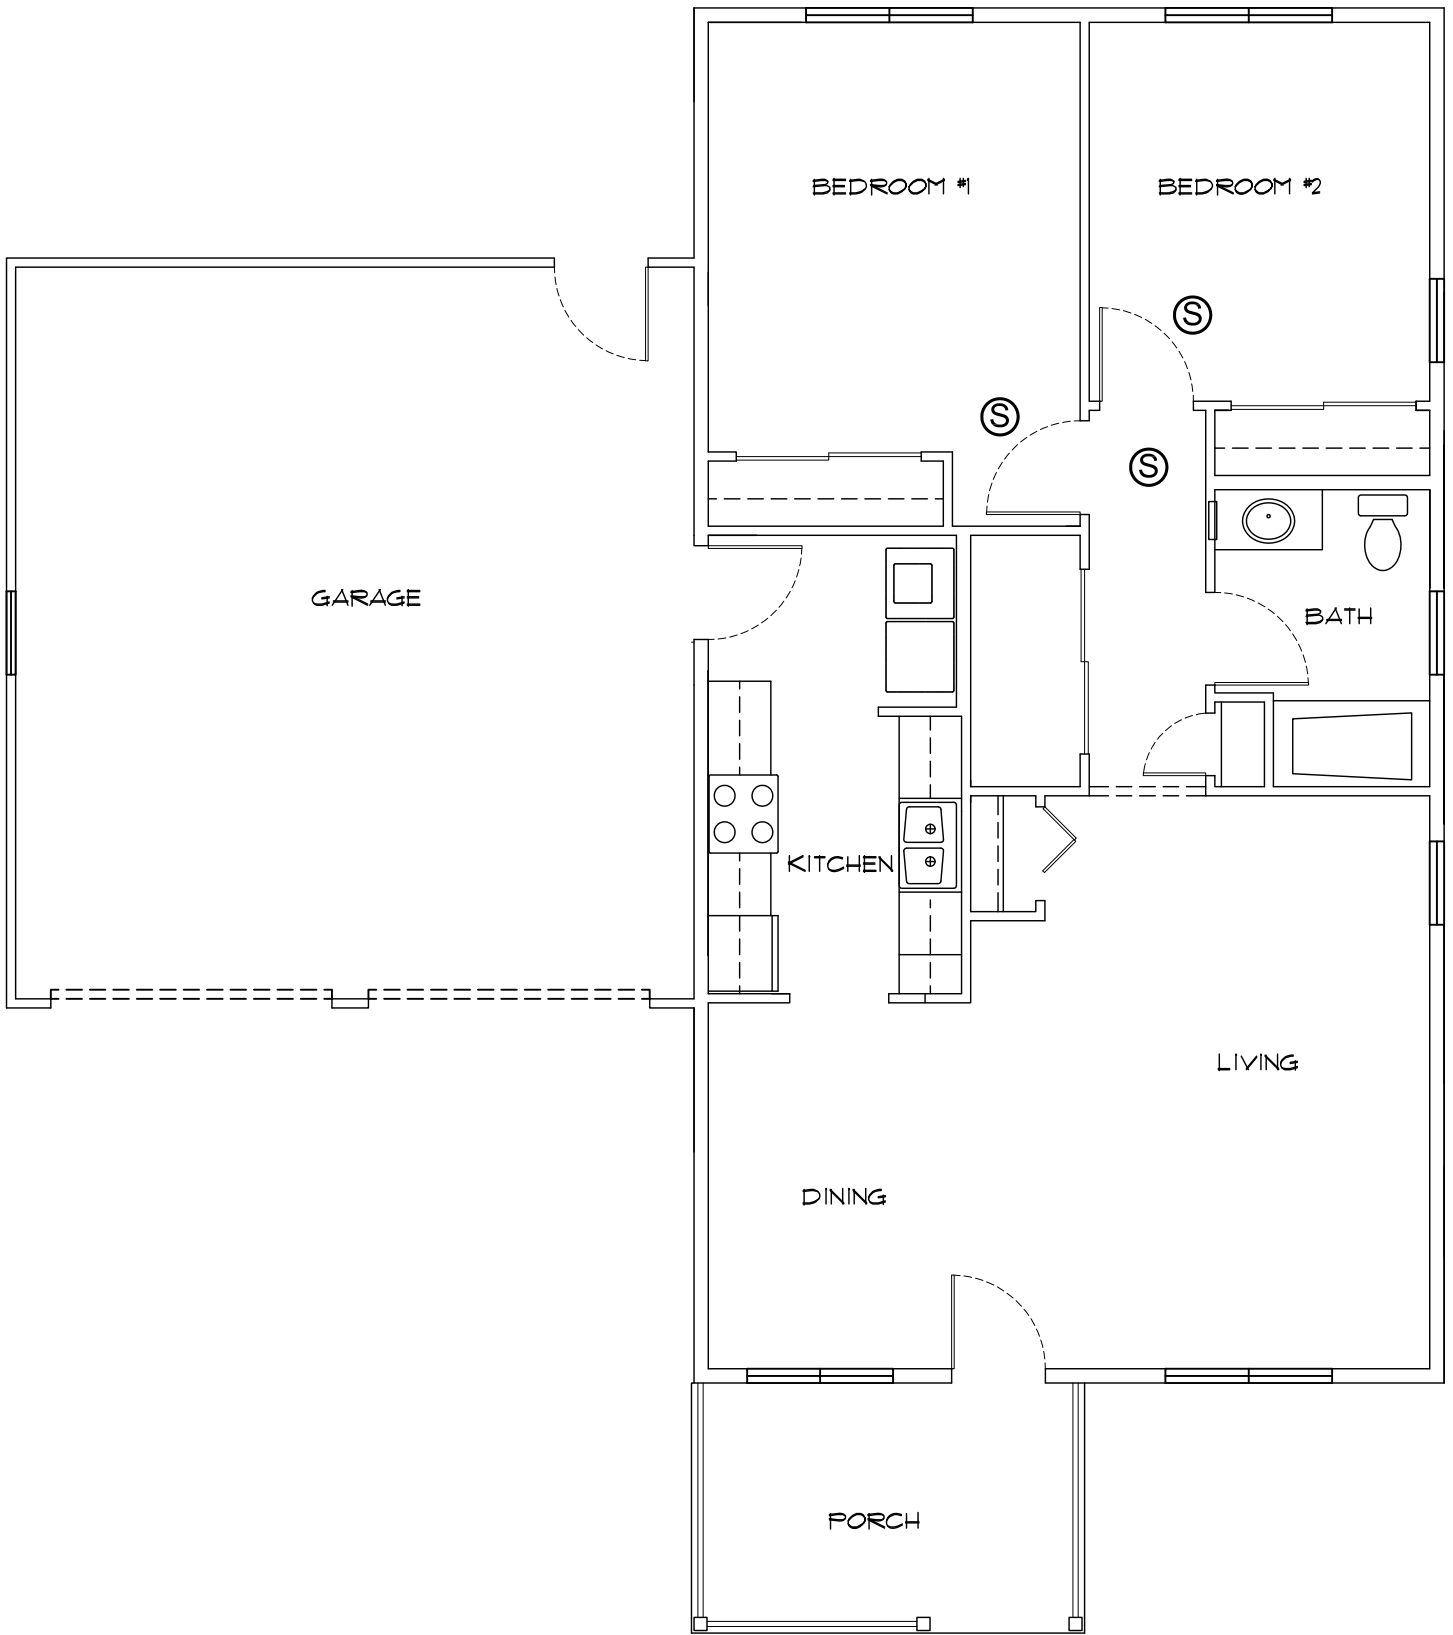 BEDROOM #1
BEDROOM #2
S
S
S
GARAGE
BATH
KITCHEN
LIVING
DINING
PORCH